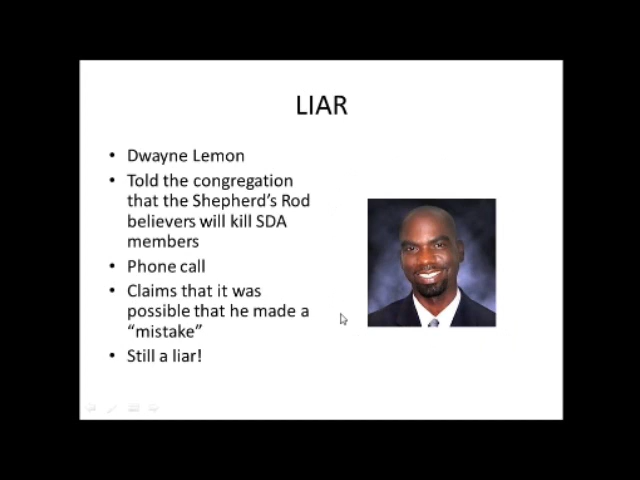 LIAR
• Dwayne Lemon
• Told the congregation
that the Shepherd's Rod
believers will kill SDA
members
• Phone call
• Claims that it was
possible that he made a
“mistake”
• Still a liar!